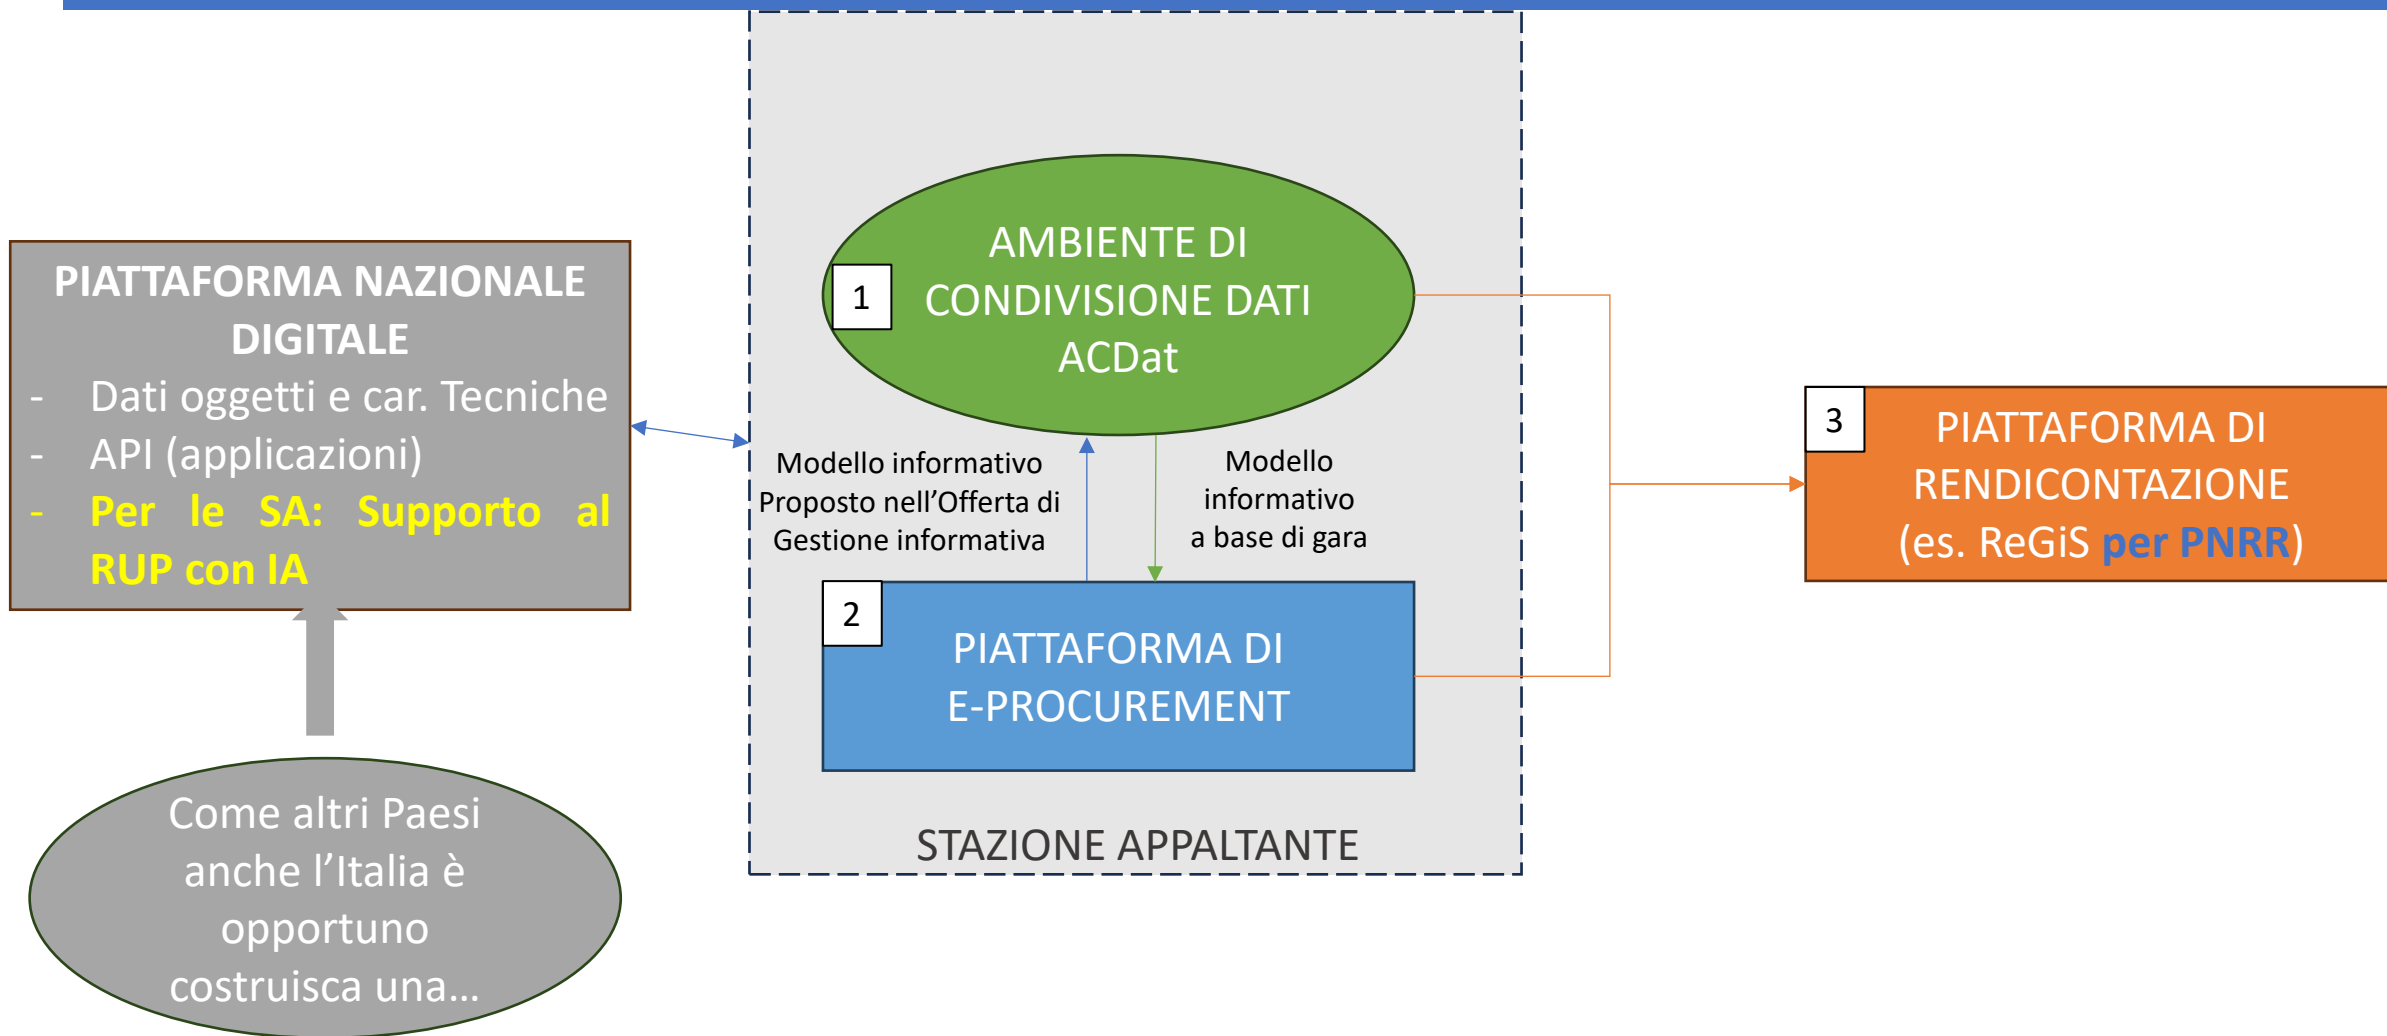 PIATTAFORMA NAZIONALE
DIGITALE
- Dati oggetti e car. Tecniche
- API (applicazioni)
- Per le SA: Supporto al
RUP con IA
Come altri Paesi
anche l’Italia è
opportuno
costruisca una…
1
AMBIENTE DI
CONDIVISIONE DATI
ACDat
Modello informativo
Proposto nell’Offerta di
Gestione informativa
Modello
informativo
a base di gara
2
PIATTAFORMA DI
E-PROCUREMENT
STAZIONE APPALTANTE
3
PIATTAFORMA DI
RENDICONTAZIONE
(es. ReGiS per PNRR)